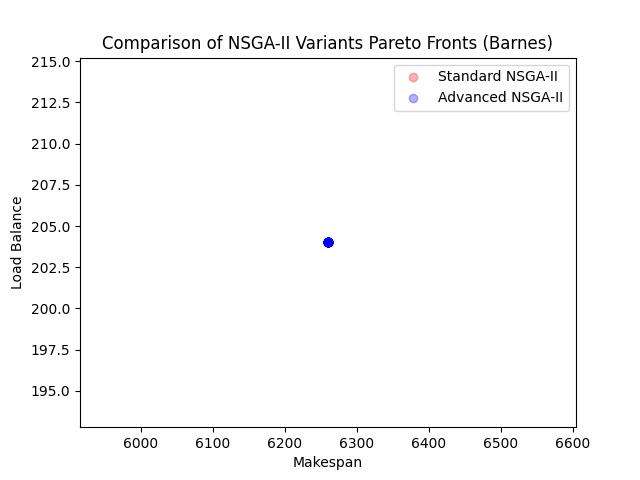 Comparison of NSGA-II Variants Pareto Fronts (Barnes)
Standard NSGA-II
Advanced NSGA-II
215.0
212.5
210.0
207.5
205.0
202.5
200.0
197.5
195.0
Load Balance
6000 6100 6200 6300 6400 6500 6600
Makespan